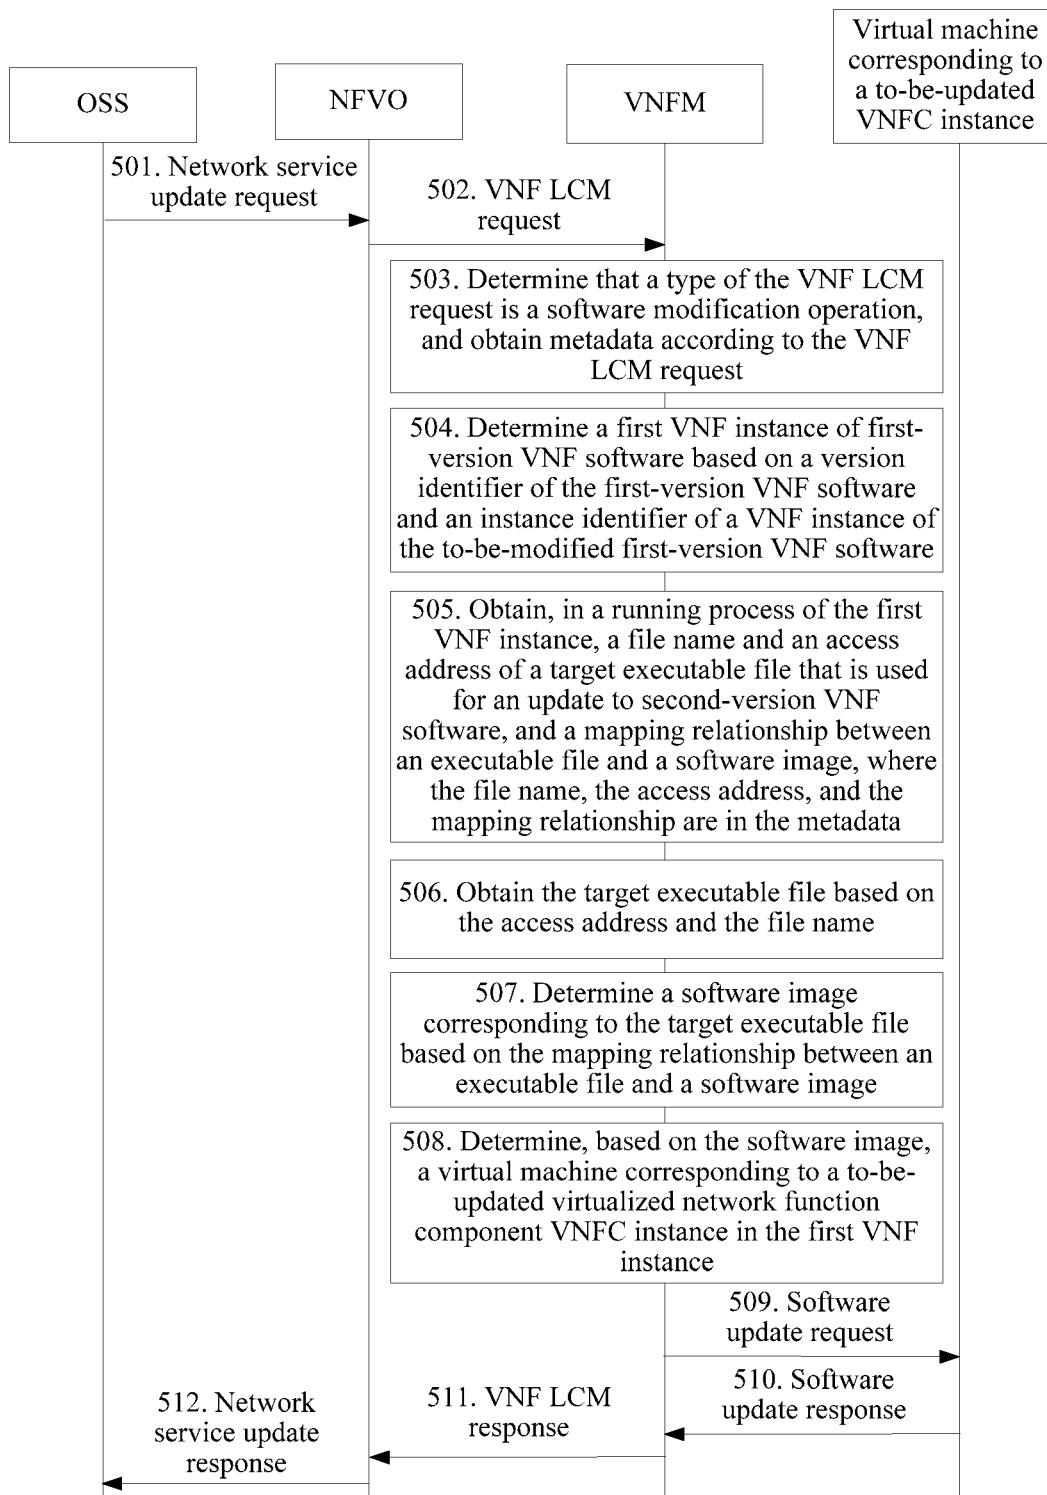 OSS
NFVO
VNFM
Virtual machine
corresponding to
a to-be-updated
VNFC instance
501. Network service
update request
502. VNF LCM
request
503. Determine that a type of the VNF LCM
request is a software modification operation,
and obtain metadata according to the VNF
LCM request
504. Determine a first VNF instance of first-
version VNF software based on a version
identifier of the first-version VNF software
and an instance identifier of a VNF instance of
the to-be-modified first-version VNF software
505. Obtain, in a running process of the first
VNF instance, a file name and an access
address of a target executable file that is used
for an update to second-version VNF
software, and a mapping relationship between
an executable file and a software image, where
the file name, the access address, and the
mapping relationship are in the metadata
506. Obtain the target executable file based on
the access address and the file name
507. Determine a software image
corresponding to the target executable file
based on the mapping relationship between an
executable file and a software image
508. Determine, based on the software image,
a virtual machine corresponding to a to-be-
updated virtualized network function
component VNFC instance in the first VNF
instance
509. Software
update request
510. Software
update response
511. VNF LCM
response
512. Network
service update
response